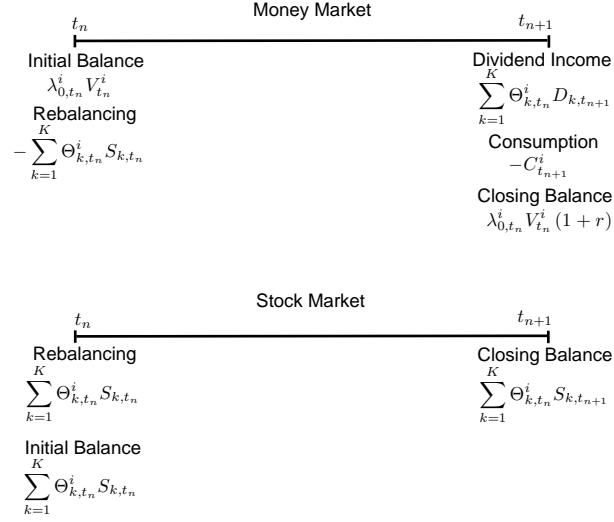 Money Market
t_n t_{n+1}
Initial Balance
λ^i_{0,t_n} V^i_{t_n}
Rebalancing
− ∑_{k=1}^{K} Θ^i_{k,t_n} S_{k,t_n}
Dividend Income
∑_{k=1}^{K} Θ^i_{k,t_n} D_{k,t_{n+1}}
Consumption
−C^i_{t_{n+1}}
Closing Balance
λ^i_{0,t_n} V^i_{t_n} (1 + r)
Stock Market
t_n t_{n+1}
Rebalancing
∑_{k=1}^{K} Θ^i_{k,t_n} S_{k,t_n}
Initial Balance
∑_{k=1}^{K} Θ^i_{k,t_n} S_{k,t_n}
Closing Balance
∑_{k=1}^{K} Θ^i_{k,t_n} S_{k,t_{n+1}}